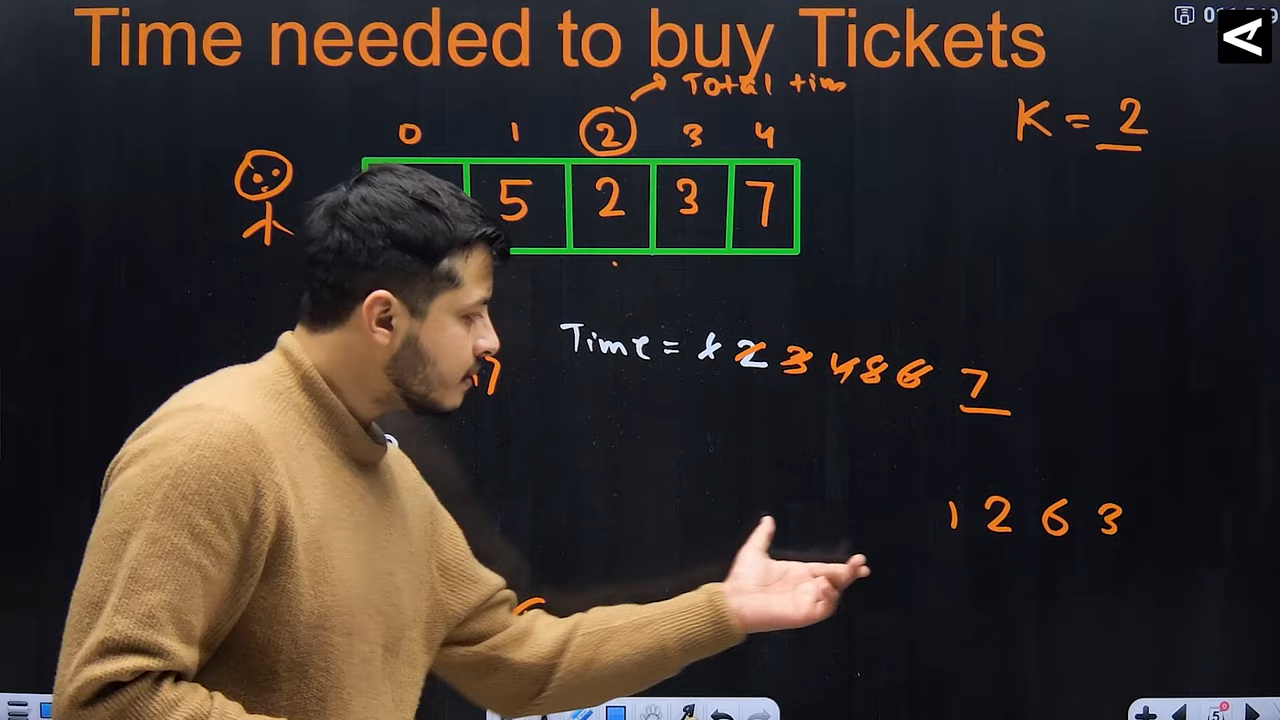 Time needed to buy Tickets
Total tim
K = 2
0 1 2 3 4
5 2 3 7
Time = 1 2 3 4 5 6 7
7
1 2 6 3